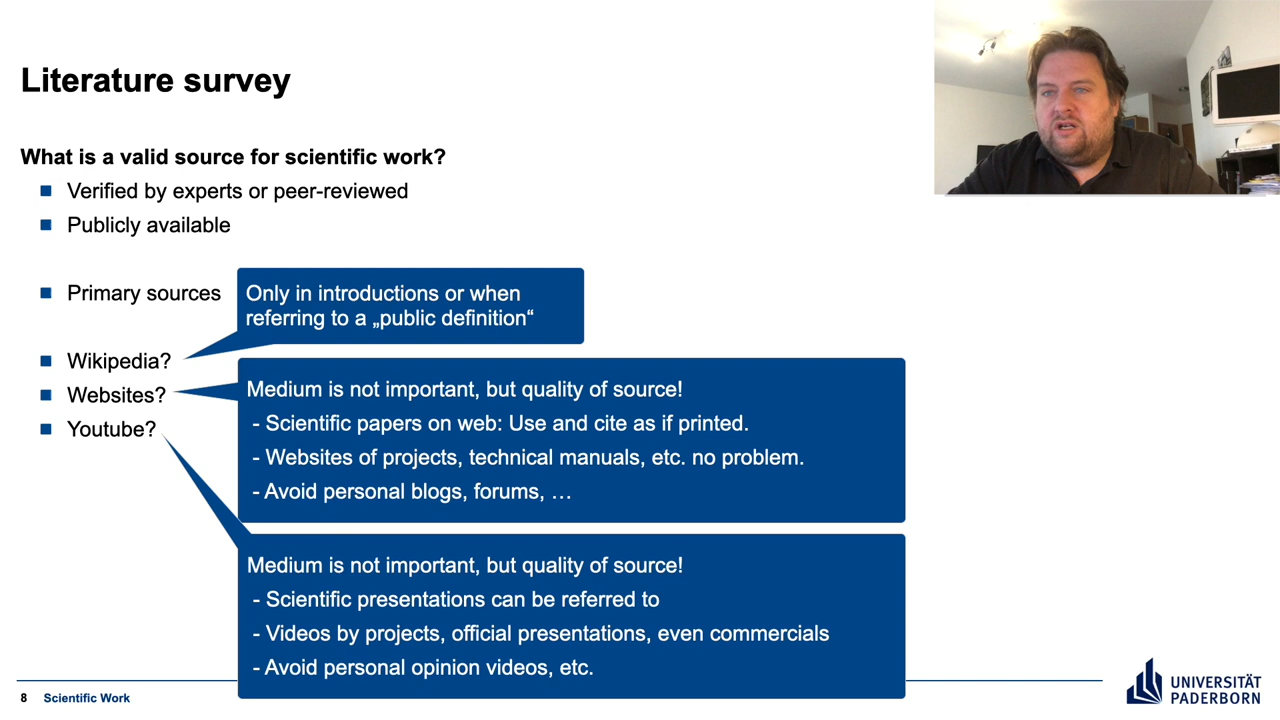 Literature survey
What is a valid source for scientific work?
Verified by experts or peer-reviewed
Publicly available
Primary sources
Only in introductions or when
referring to a „public definition“
Wikipedia?
Websites?
Youtube?
Medium is not important, but quality of source!
- Scientific papers on web: Use and cite as if printed.
- Websites of projects, technical manuals, etc. no problem.
- Avoid personal blogs, forums, …
Medium is not important, but quality of source!
- Scientific presentations can be referred to
- Videos by projects, official presentations, even commercials
- Avoid personal opinion videos, etc.
8 Scientific Work
UNIVERSITÄT
PADERBORN